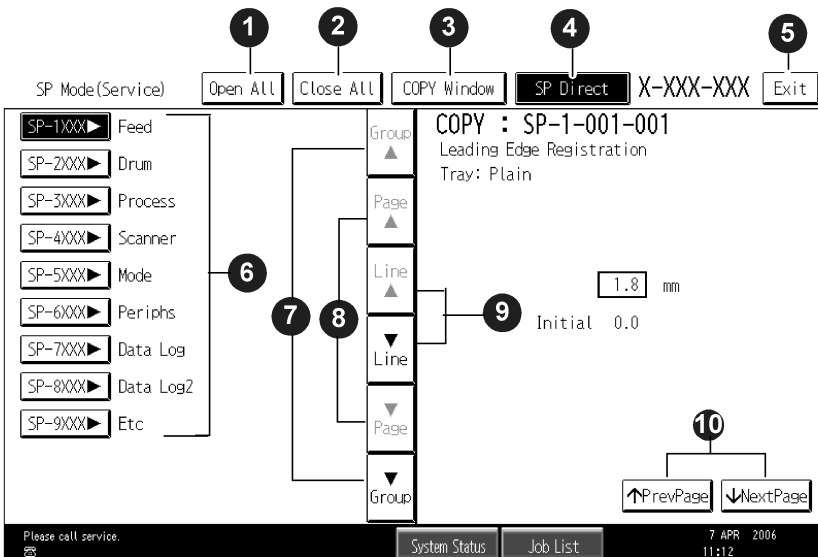 1 2 3 4 5
SP Mode(Service) Open All Close All COPY Window SP Direct X-XXX-XXX Exit
SP-1XXX▶ Feed
SP-2XXX▶ Drum
SP-3XXX▶ Process
SP-4XXX▶ Scanner
SP-5XXX▶ Mode
SP-6XXX▶ Periphs
SP-7XXX▶ Data Log
SP-8XXX▶ Data Log2
SP-9XXX▶ Etc
6
7
8
Group
▲
Page
▲
Line
▲
▼
Line
▼
Page
▼
Group
9
COPY : SP-1-001-001
Leading Edge Registration
Tray: Plain
1.8 mm
Initial 0.0
10
↑PrevPage ↓NextPage
Please call service.
System Status Job List
7 APR 2006
11:12